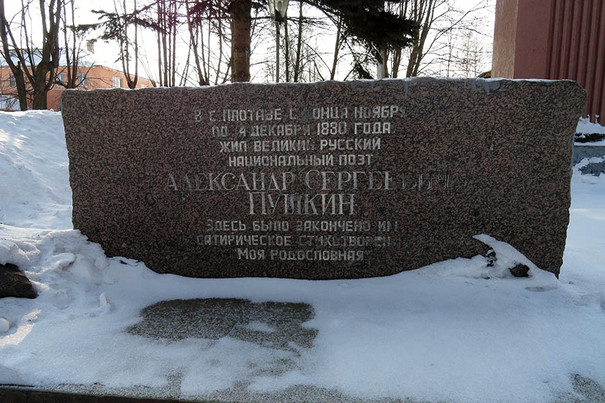 В С. ПЛОТАВЕ С КОНЦА НОЯБРЯ
ПО 4 ДЕКАБРЯ 1830 ГОДА
ЖИЛ ВЕЛИКИЙ РУССКИЙ
НАЦИОНАЛЬНЫЙ ПОЭТ
АЛЕКСАНДР СЕРГЕЕВИЧ
ПУШКИН
ЗДЕСЬ БЫЛО ЗАКОНЧЕНО ИМ
САТИРИЧЕСКОЕ СТИХОТВОРЕНИЕ
МОЯ РОДОСЛОВНАЯ